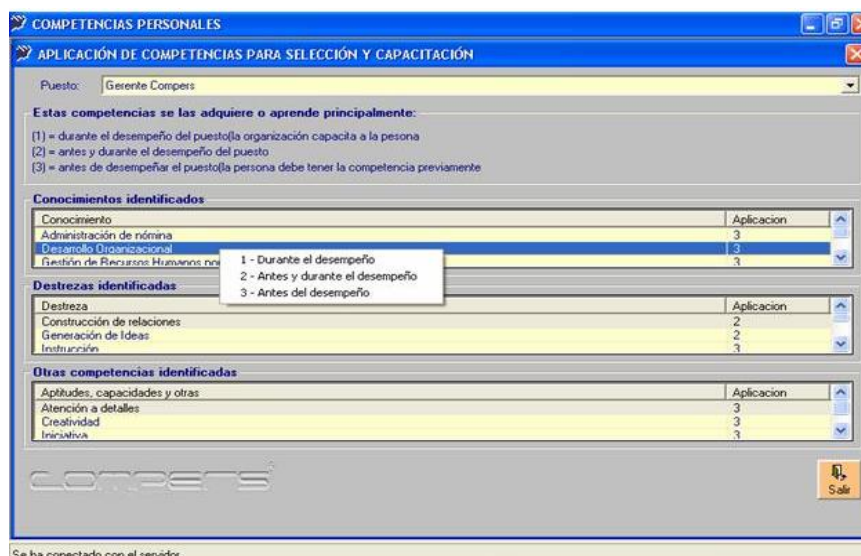 COMPETENCIAS PERSONALES
APLICACIÓN DE COMPETENCIAS PARA SELECCIÓN Y CAPACITACIÓN
Puesto: Gerente Compers
Estas competencias se las adquiere o aprende principalmente:
(1) = durante el desempeño del puesto(la organización capacita a la pesona
(2) = antes y durante el desempeño del puesto
(3) = antes de desempeñar el puesto(la persona debe tener la competencia previamente
Conocimientos identificados
Conocimiento Aplicacion
Administración de nómina 3
Desarrollo Organizacional 3
Gestión de Recursos Humanos 3
1 - Durante el desempeño
2 - Antes y durante el desempeño
3 - Antes del desempeño
Destrezas identificadas
Destreza Aplicacion
Construcción de relaciones 2
Generación de Ideas 2
Instrucción 3
Otras competencias identificadas
Aptitudes, capacidades y otras Aplicacion
Atención a detalles 3
Creatividad 3
Iniciativa 3
COMPERS
Salir
Se ha conectado con el servidor